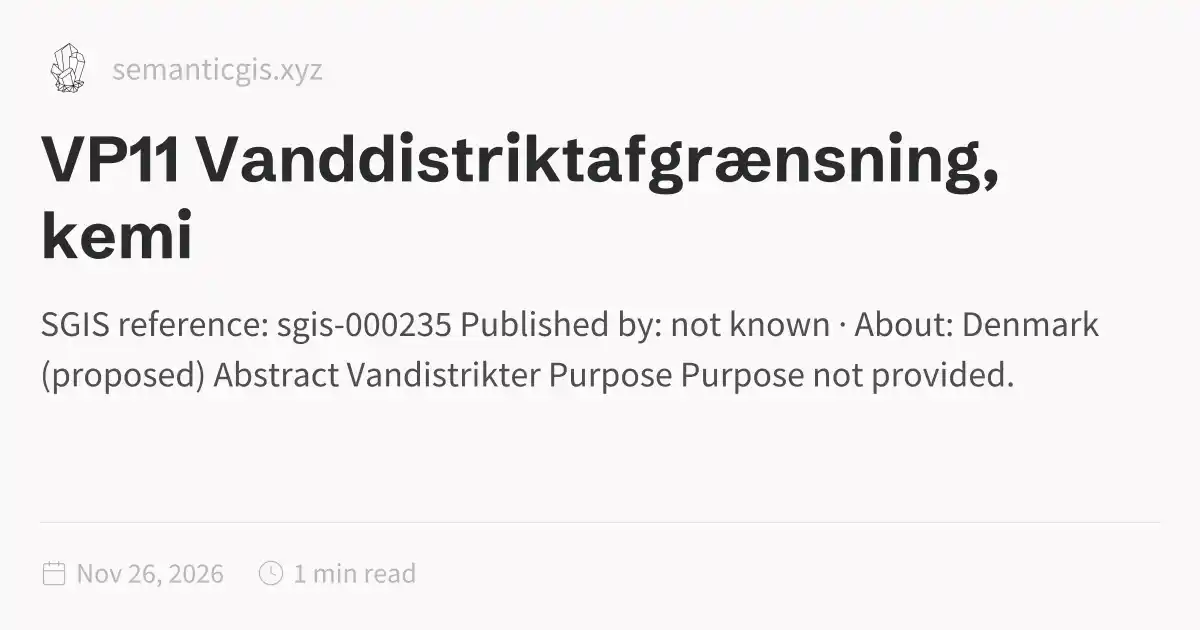 semanticgis.xyz
VP11 Vanddistriktafgrænsning,
kemi
SGIS reference: sgis-000235 Published by: not known · About: Denmark
(proposed) Abstract Vandistrikter Purpose Purpose not provided.
Nov 26, 2026 1 min read